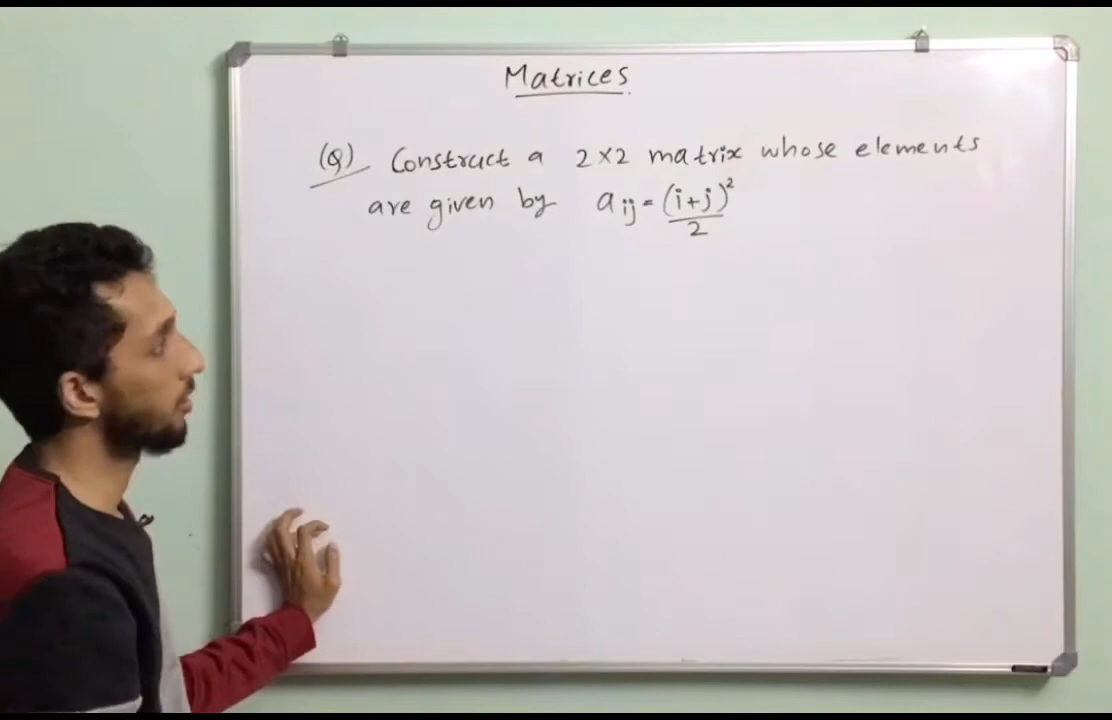 Matrices
(Q) Construct a 2×2 matrix whose elements
are given by aij = (i+j)²/2